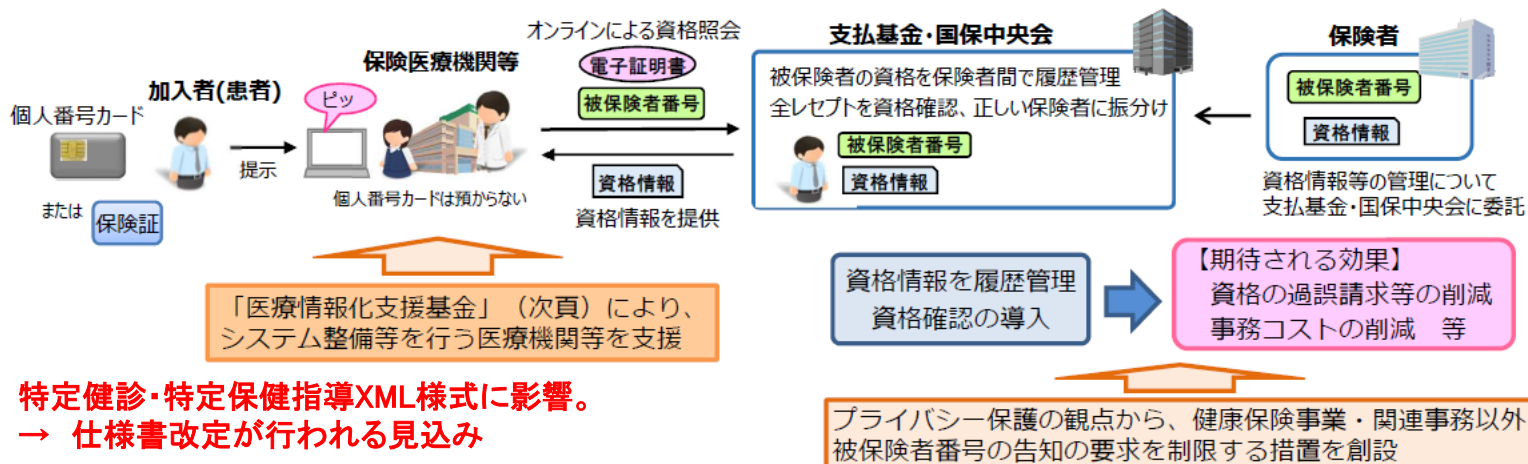 個人番号カード
または
保険証
加入者(患者)
提示
保険医療機関等
ピッ
個人番号カードは預からない
オンラインによる資格照会
電子証明書
被保険者番号
資格情報
資格情報を提供
支払基金・国保中央会
被保険者の資格を保険者間で履歴管理
全レセプトを資格確認、正しい保険者に振分け
被保険者番号
資格情報
保険者
被保険者番号
資格情報
資格情報等の管理について
支払基金・国保中央会に委託
「医療情報化支援基金」（次頁）により、
システム整備等を行う医療機関等を支援
資格情報を履歴管理
資格確認の導入
【期待される効果】
資格の過誤請求等の削減
事務コストの削減　等
特定健診・特定保健指導XML様式に影響。
→ 仕様書改定が行われる見込み
プライバシー保護の観点から、健康保険事業・関連事務以外
被保険者番号の告知の要求を制限する措置を創設